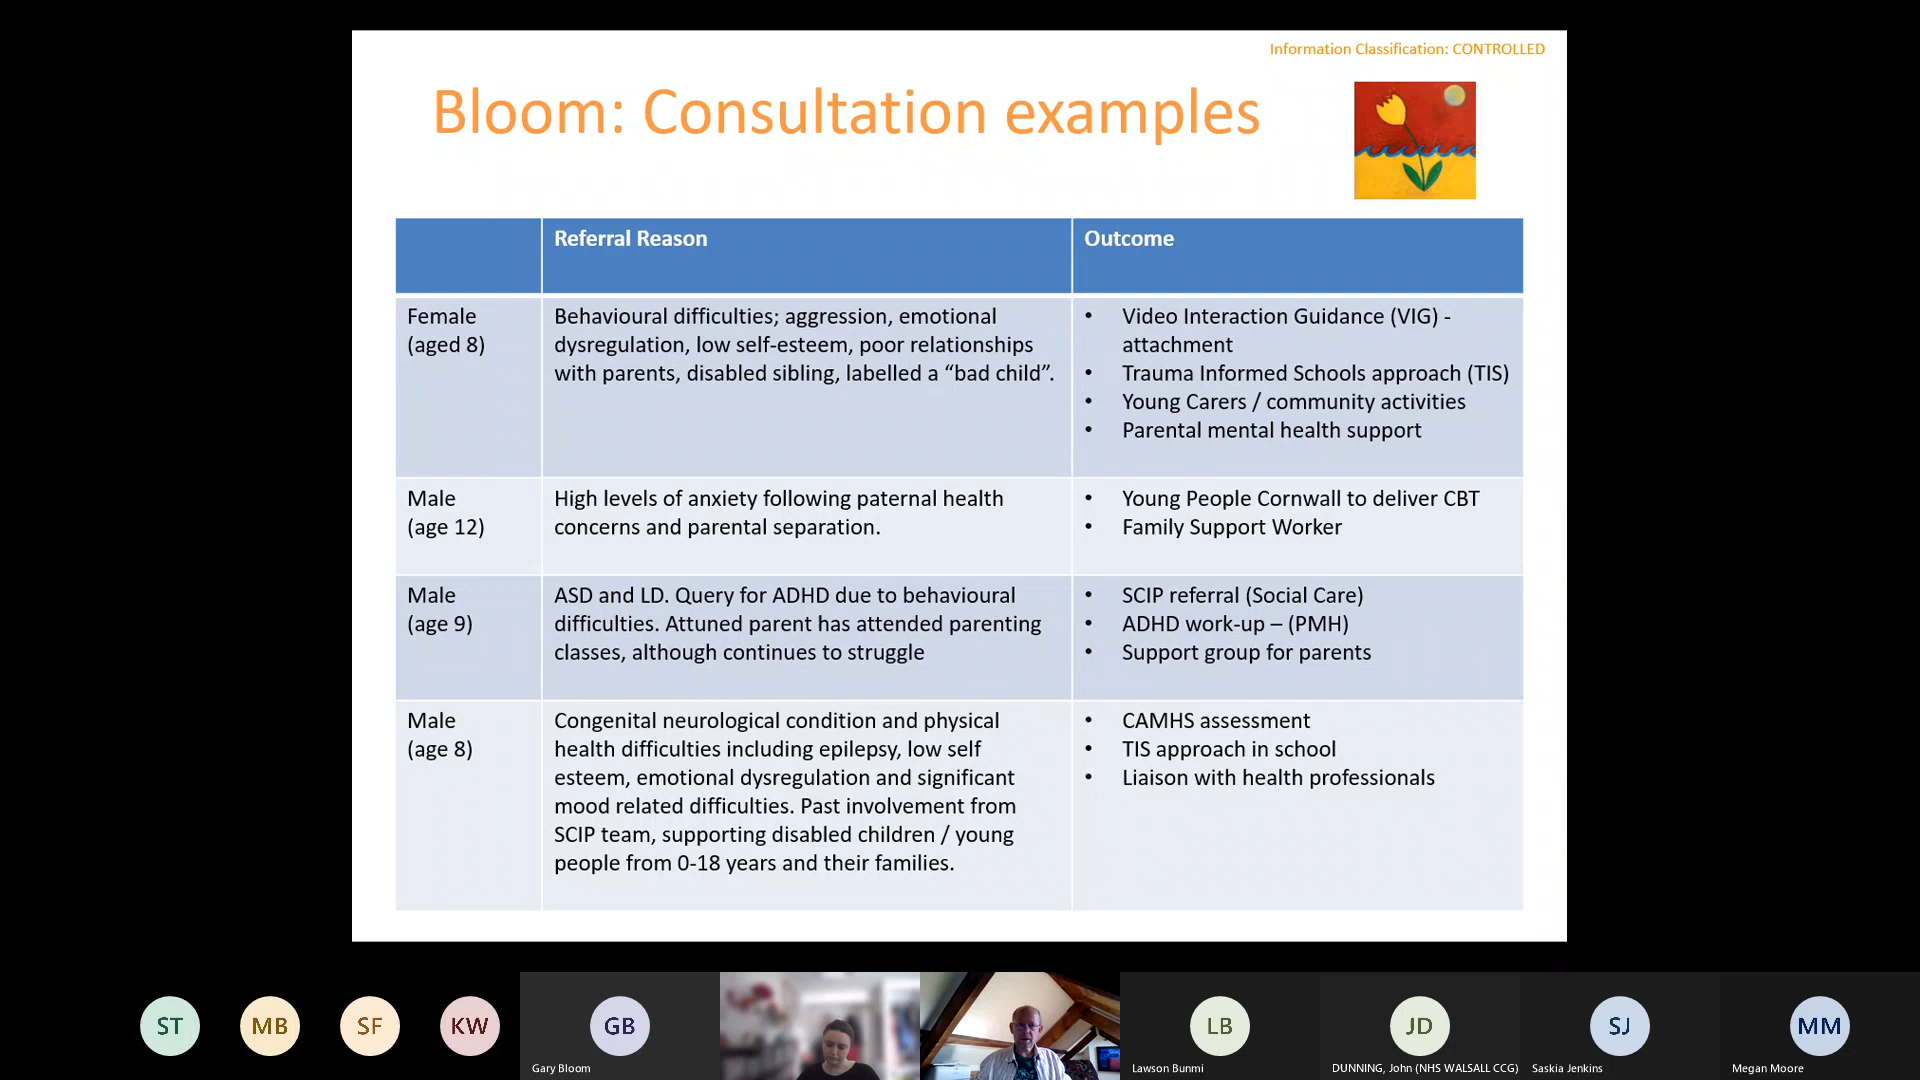 Information Classification: CONTROLLED
Bloom: Consultation examples
Referral Reason
Outcome
Female
(aged 8)
Behavioural difficulties; aggression, emotional
dysregulation, low self-esteem, poor relationships
with parents, disabled sibling, labelled a “bad child”.
• Video Interaction Guidance (VIG) -
attachment
• Trauma Informed Schools approach (TIS)
• Young Carers / community activities
• Parental mental health support
Male
(age 12)
High levels of anxiety following paternal health
concerns and parental separation.
• Young People Cornwall to deliver CBT
• Family Support Worker
Male
(age 9)
ASD and LD. Query for ADHD due to behavioural
difficulties. Attuned parent has attended parenting
classes, although continues to struggle
• SCIP referral (Social Care)
• ADHD work-up – (PMH)
• Support group for parents
Male
(age 8)
Congenital neurological condition and physical
health difficulties including epilepsy, low self
esteem, emotional dysregulation and significant
mood related difficulties. Past involvement from
SCIP team, supporting disabled children / young
people from 0-18 years and their families.
• CAMHS assessment
• TIS approach in school
• Liaison with health professionals
ST
MB
SF
KW
GB
Gary Bloom
LB
Lawson Bunmi
JD
DUNNING, John (NHS WALSALL CCG)
SJ
Saskia Jenkins
MM
Megan Moore